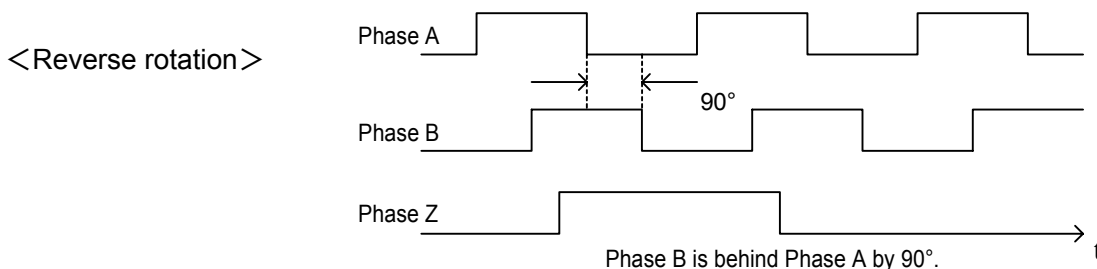 Phase A
<Reverse rotation>
90°
Phase B
Phase Z
t
Phase B is behind Phase A by 90°.